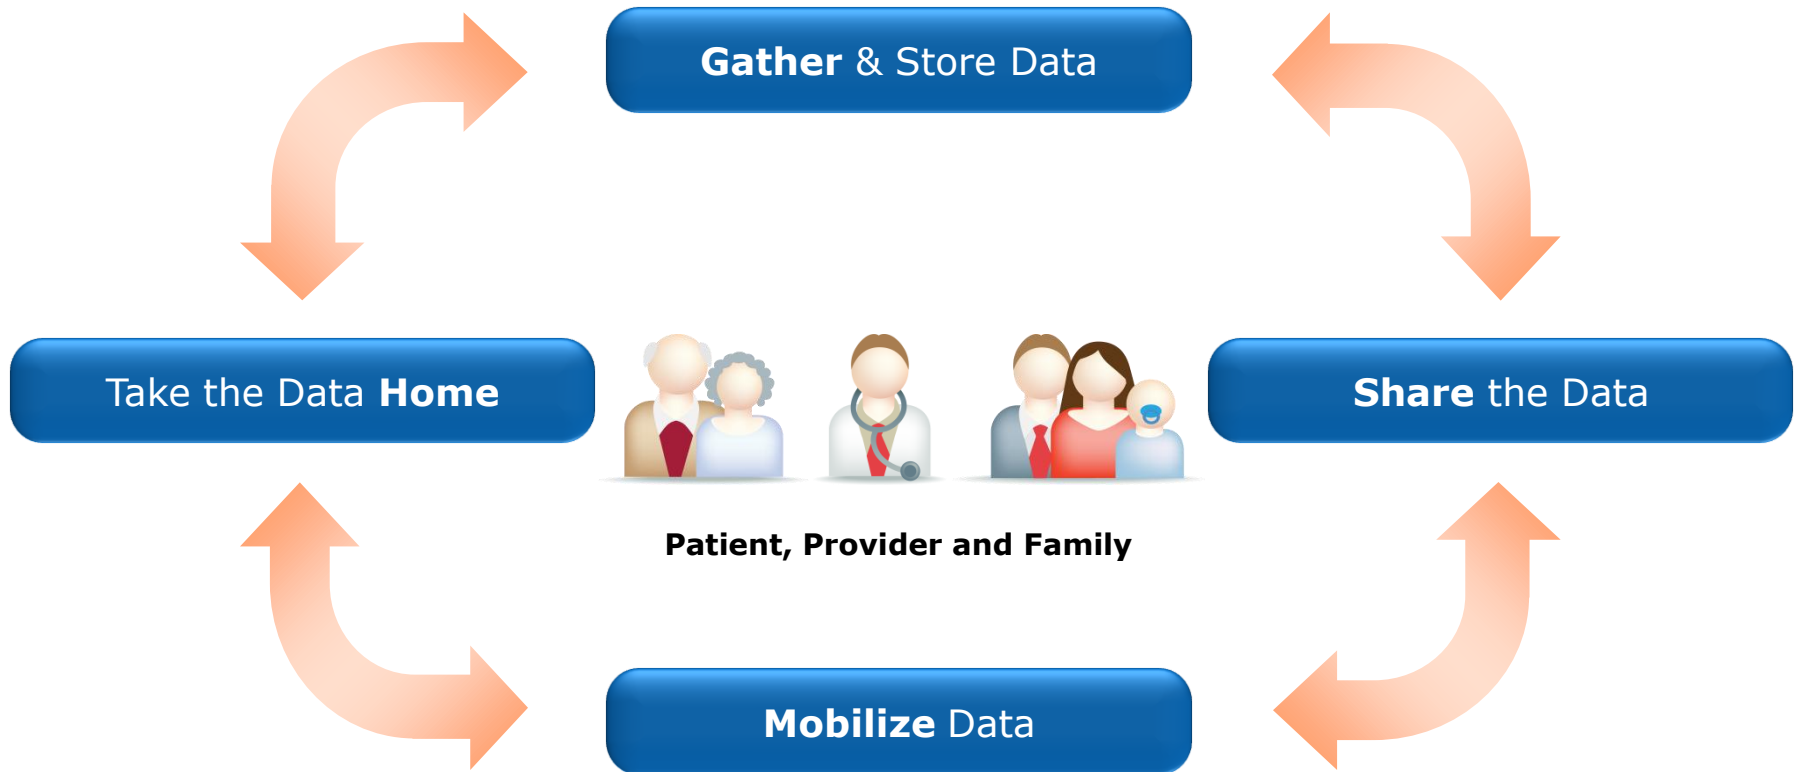 Gather & Store Data
Take the Data Home
Share the Data
Patient, Provider and Family
Mobilize Data